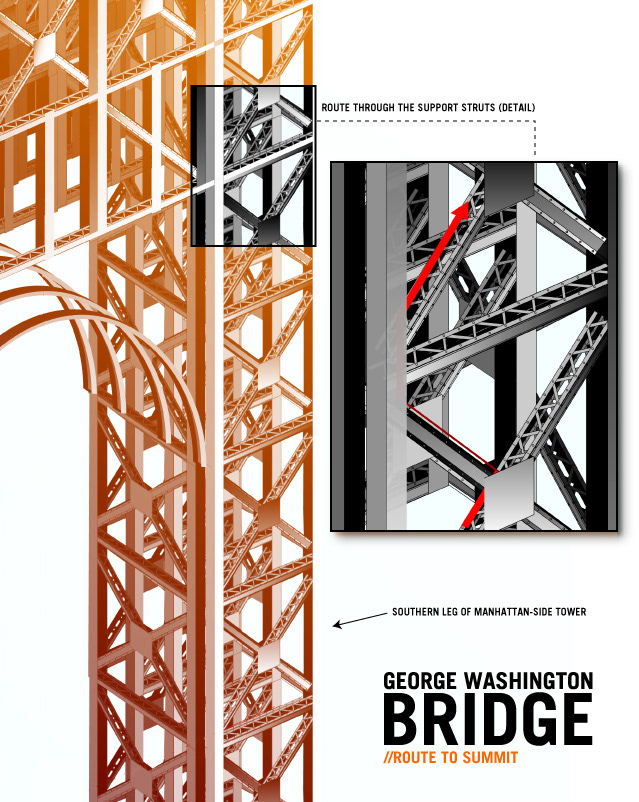 ROUTE THROUGH THE SUPPORT STRUTS (DETAIL)
SOUTHERN LEG OF MANHATTAN-SIDE TOWER
GEORGE WASHINGTON
BRIDGE
//ROUTE TO SUMMIT